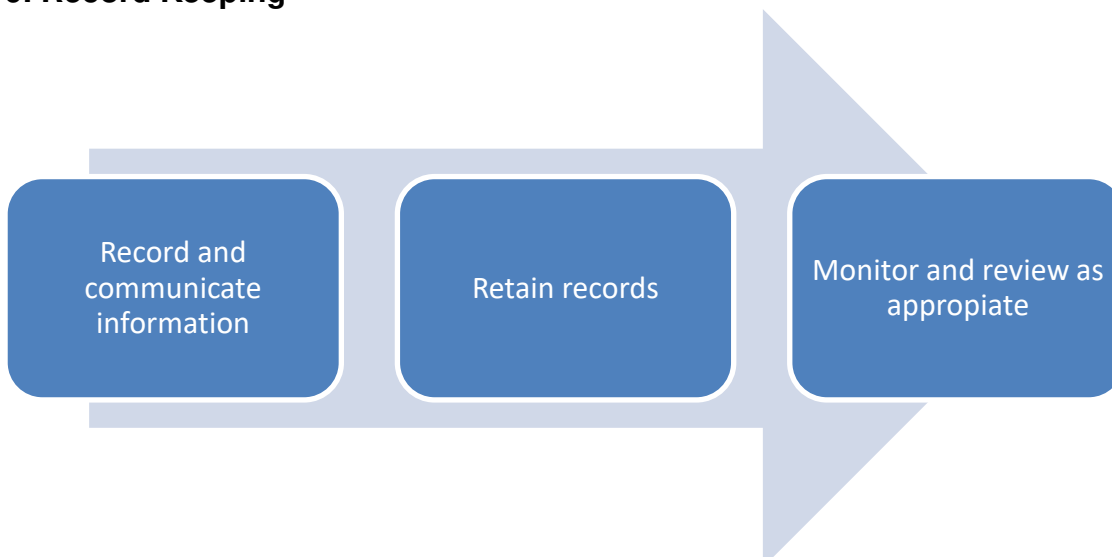 Record Keeping
Record and
communicate
information
Retain records
Monitor and review as
appropiate